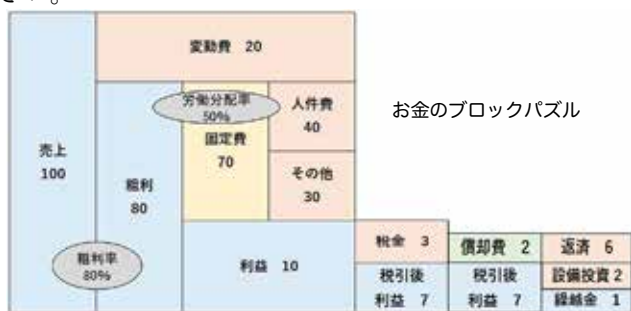 変動費 20
労働分配率
50%
人件費
40
お金のブロックパズル
売上
100
固定費
70
粗利
80
その他
30
粗利率
80%
利益 10
税金 3
償却費 2
返済 6
税引後
利益 7
税引後
利益 7
設備投資 2
繰越金 1